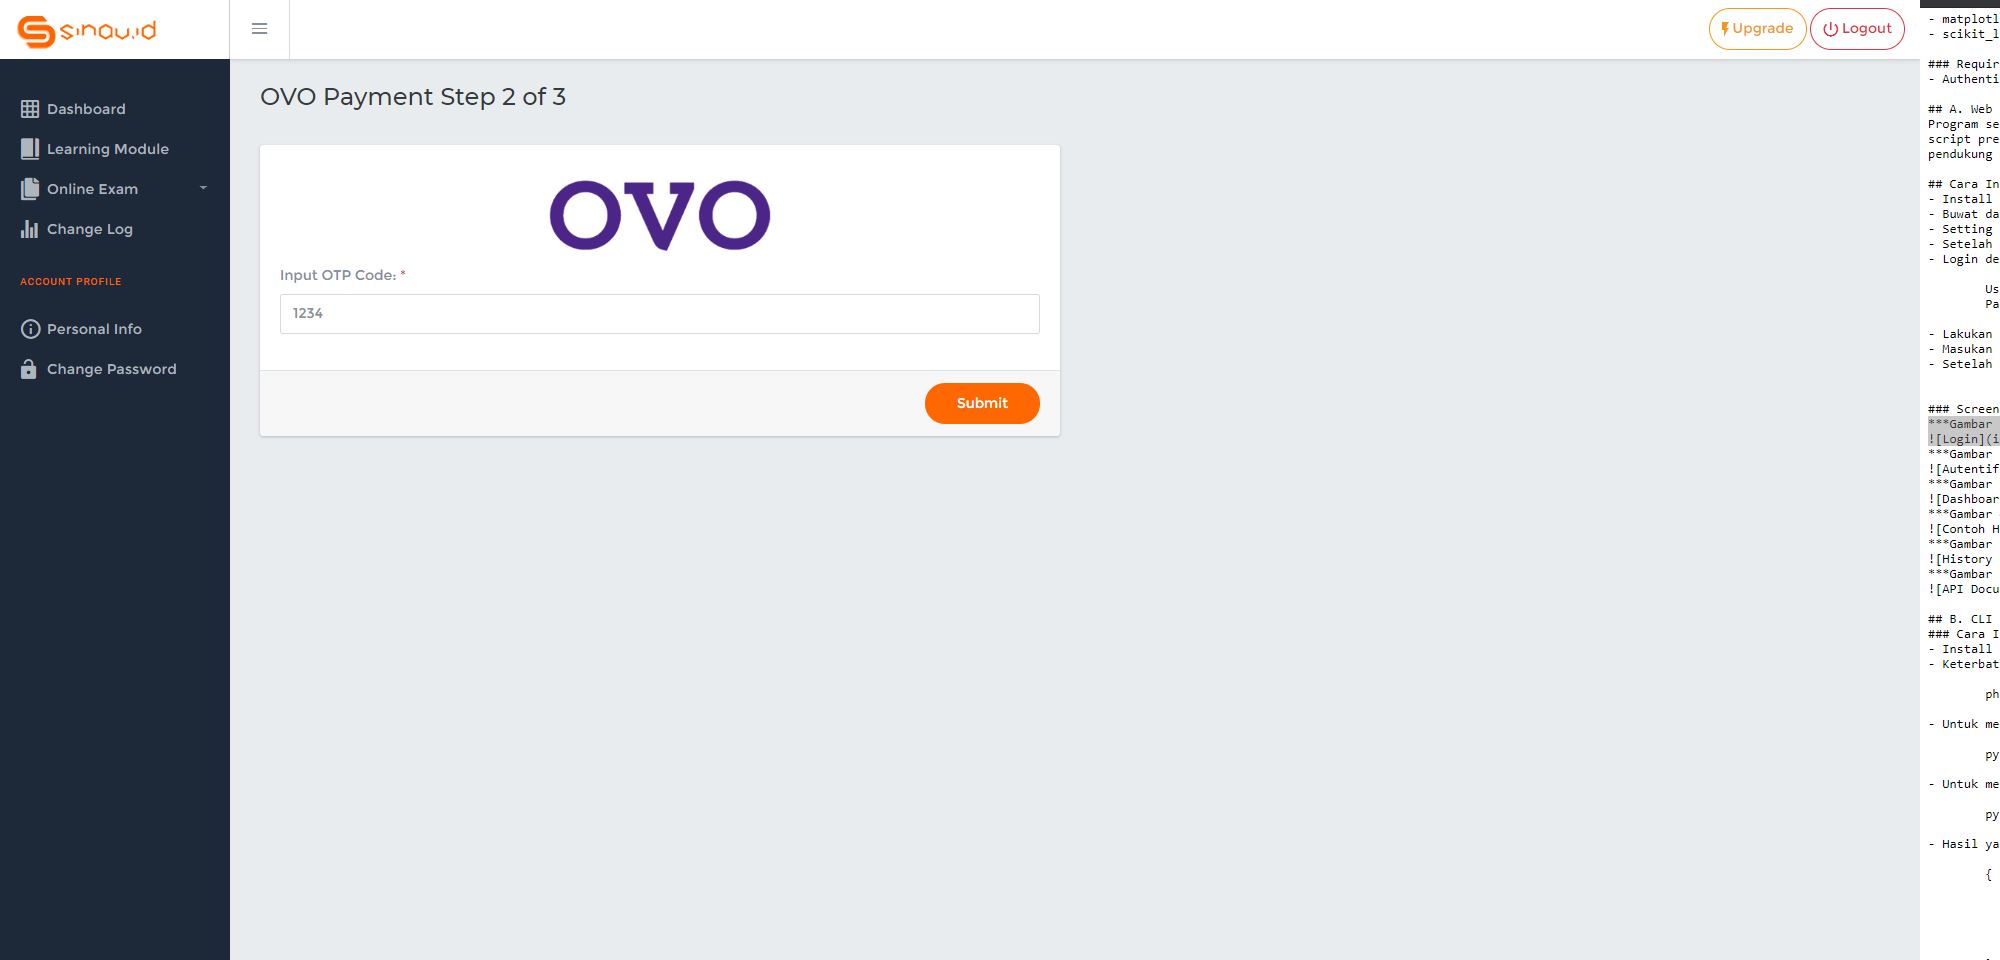 sinau.id
Upgrade
Logout
Dashboard
Learning Module
Online Exam
Change Log
ACCOUNT PROFILE
Personal Info
Change Password
OVO Payment Step 2 of 3
OVO
Input OTP Code: *
1234
Submit
### Requir
- Authenti
## A. Web
Program se
script pre
pendukung
## Cara In
- Install
- Buwat da
- Setting
- Setelah
- Login de
Us
Pa
- Lakukan
- Masukan
- Setelah
### Screen
***Gambar
![Login](i
***Gambar
![Autentif
***Gambar
![Dashboar
***Gambar
![Contoh H
***Gambar
![History
***Gambar
![API Docu
## B. CLI
### Cara I
- Install
- Keterbat
ph
- Untuk me
py
- Untuk me
py
- Hasil ya
{